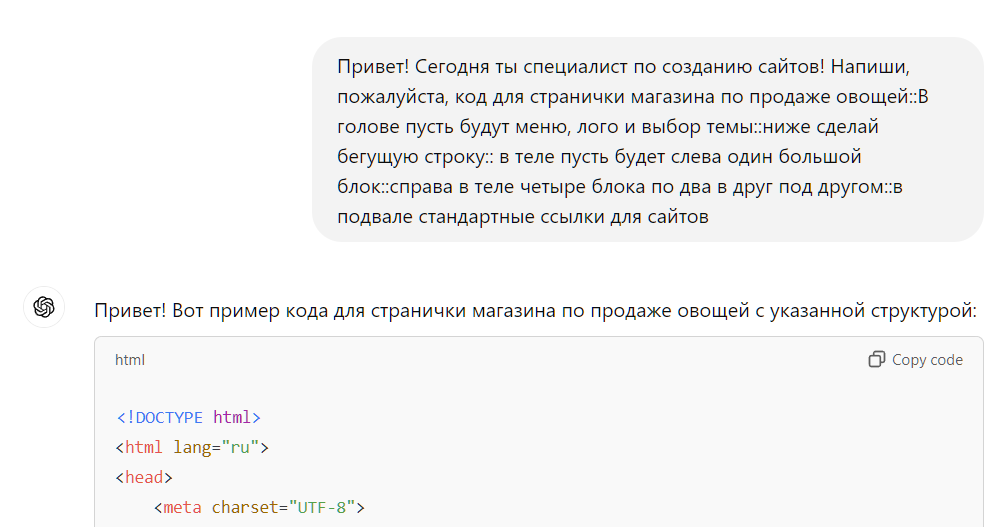 Привет! Сегодня ты специалист по созданию сайтов! Напиши,
пожалуйста, код для странички магазина по продаже овощей::В
голове пусть будут меню, лого и выбор темы::ниже сделай
бегущую строку:: в теле пусть будет слева один большой
блок::справа в теле четыре блока по два в друг под другом::в
подвале стандартные ссылки для сайтов
Привет! Вот пример кода для странички магазина по продаже овощей с указанной структурой:
html
Copy code
<!DOCTYPE html>
<html lang="ru">
<head>
<meta charset="UTF-8">